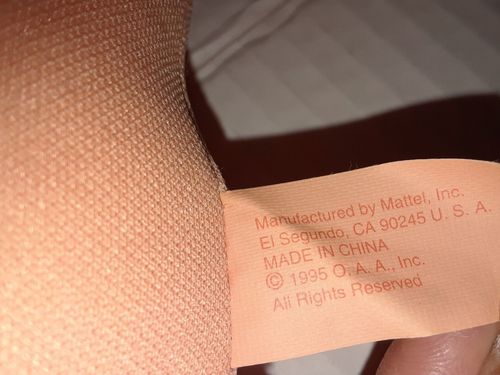 Manufactured by Mattel, Inc.
El Segundo, CA 90245 U. S. A.
MADE IN CHINA
© 1995 O. A. A., Inc.
All Rights Reserved